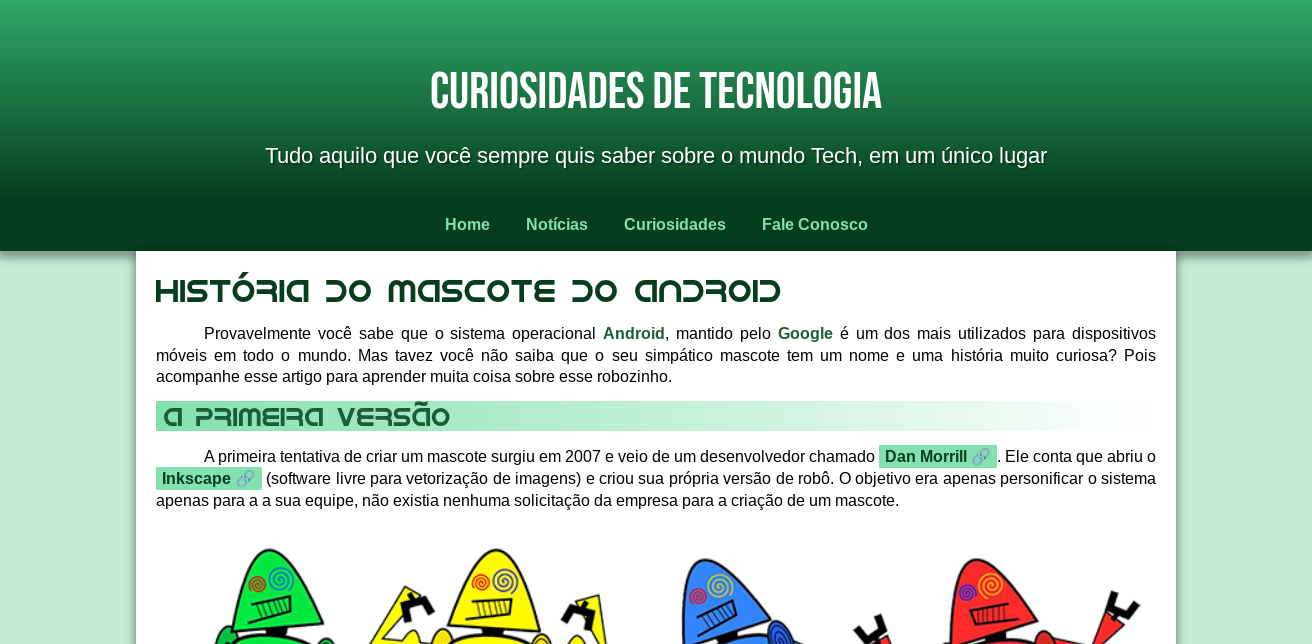 CURIOSIDADES DE TECNOLOGIA
Tudo aquilo que você sempre quis saber sobre o mundo Tech, em um único lugar
Home Notícias Curiosidades Fale Conosco
HISTÓRIA DO MASCOTE DO ANDROID
Provavelmente você sabe que o sistema operacional Android, mantido pelo Google é um dos mais utilizados para dispositivos
móveis em todo o mundo. Mas tavez você não saiba que o seu simpático mascote tem um nome e uma história muito curiosa? Pois
acompanhe esse artigo para aprender muita coisa sobre esse robozinho.
A PRIMEIRA VERSÃO
A primeira tentativa de criar um mascote surgiu em 2007 e veio de um desenvolvedor chamado Dan Morrill 🔗. Ele conta que abriu o
Inkscape 🔗 (software livre para vetorização de imagens) e criou sua própria versão de robô. O objetivo era apenas personificar o sistema
apenas para a a sua equipe, não existia nenhuma solicitação da empresa para a criação de um mascote.